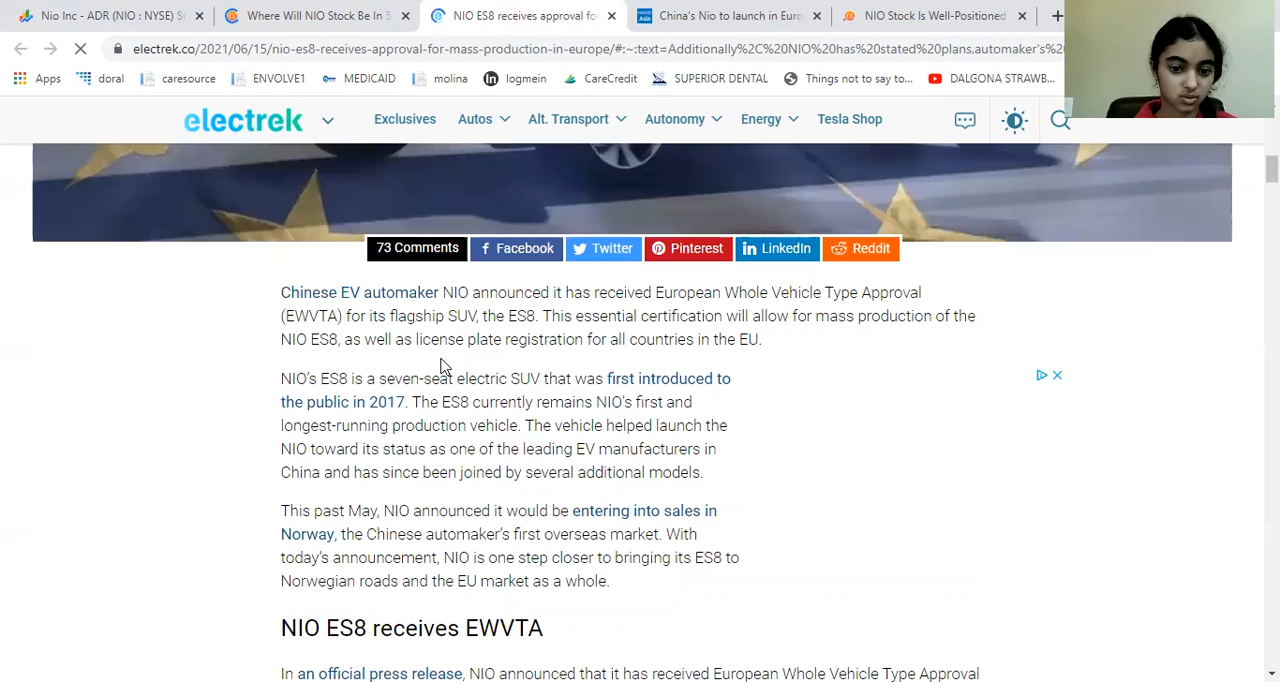 Nio Inc - ADR (NIO : NYSE) St
Where Will NIO Stock Be In 5
NIO ES8 receives approval for
China's Nio to launch in Euro
NIO Stock Is Well-Positioned
electrek.co/2021/06/15/nio-es8-receives-approval-for-mass-production-in-europe/#:~:text=Additionally%2C%20NIO%20has%20stated%20plans,automaker's%20
Apps
doral
caresource
ENVOLVE1
MEDICAID
molina
logmein
CareCredit
SUPERIOR DENTAL
Things not to say to...
DALGONA STRAWB...
electrek
Exclusives
Autos
Alt. Transport
Autonomy
Energy
Tesla Shop
73 Comments
Facebook
Twitter
Pinterest
LinkedIn
Reddit
Chinese EV automaker NIO announced it has received European Whole Vehicle Type Approval
(EWVTA) for its flagship SUV, the ES8. This essential certification will allow for mass production of the
NIO ES8, as well as license plate registration for all countries in the EU.
NIO's ES8 is a seven-seat electric SUV that was first introduced to
the public in 2017. The ES8 currently remains NIO's first and
longest-running production vehicle. The vehicle helped launch the
NIO toward its status as one of the leading EV manufacturers in
China and has since been joined by several additional models.
This past May, NIO announced it would be entering into sales in
Norway, the Chinese automaker's first overseas market. With
today's announcement, NIO is one step closer to bringing its ES8 to
Norwegian roads and the EU market as a whole.
NIO ES8 receives EWVTA
In an official press release, NIO announced that it has received European Whole Vehicle Type Approval